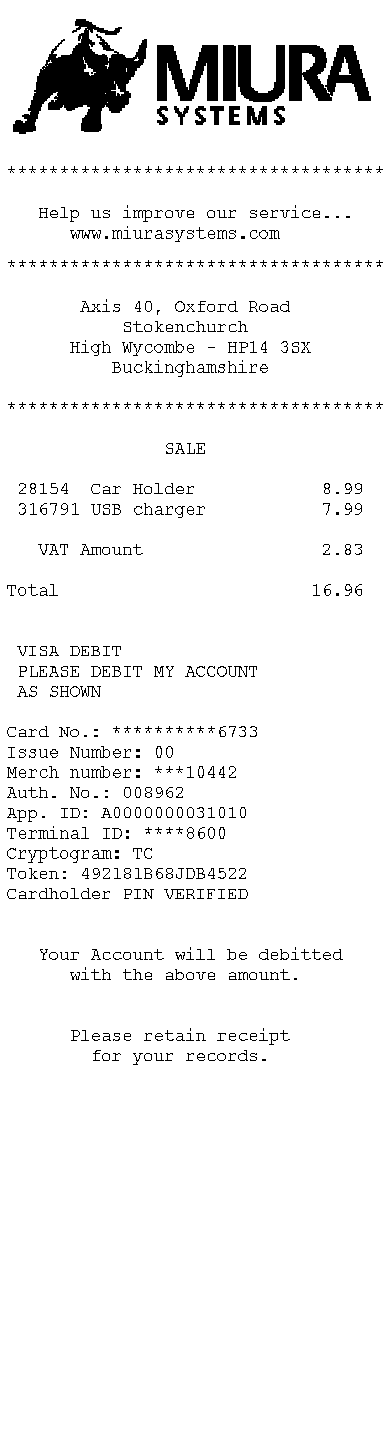 MIURA
SYSTEMS
************************************
Help us improve our service...
www.miurasystems.com
************************************
Axis 40, Oxford Road
Stokenchurch
High Wycombe - HP14 3SX
Buckinghamshire
************************************
SALE
28154 Car Holder 8.99
316791 USB charger 7.99
VAT Amount 2.83
Total 16.96
VISA DEBIT
PLEASE DEBIT MY ACCOUNT
AS SHOWN
Card No.: **********6733
Issue Number: 00
Merch number: ***10442
Auth. No.: 008962
App. ID: A0000000031010
Terminal ID: ****8600
Cryptogram: TC
Token: 492181B68JDB4522
Cardholder PIN VERIFIED
Your Account will be debitted
with the above amount.
Please retain receipt
for your records.